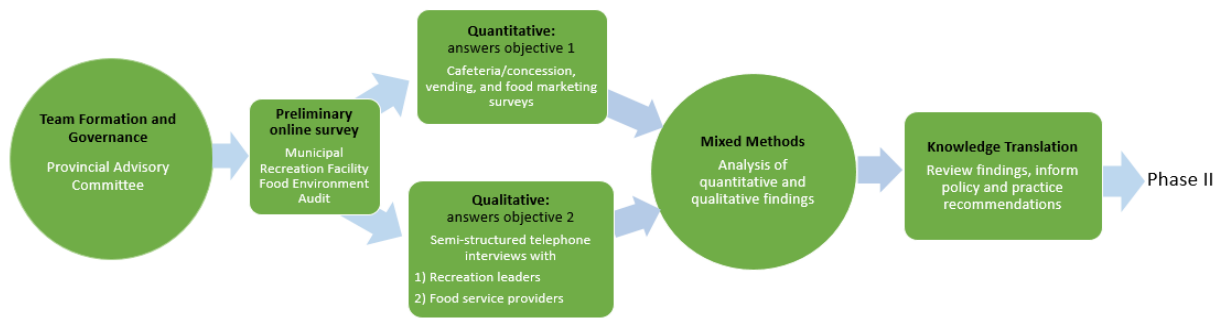 Team Formation and
Governance
Provincial Advisory
Committee
Preliminary
online survey
Municipal
Recreation Facility
Food Environment
Audit
Quantitative:
answers objective 1
Cafeteria/concession,
vending, and food marketing
surveys
Qualitative:
answers objective 2
Semi-structured telephone
interviews with
1) Recreation leaders
2) Food service providers
Mixed Methods
Analysis of
quantitative and
qualitative findings
Knowledge Translation
Review findings, inform
policy and practice
recommendations
Phase II